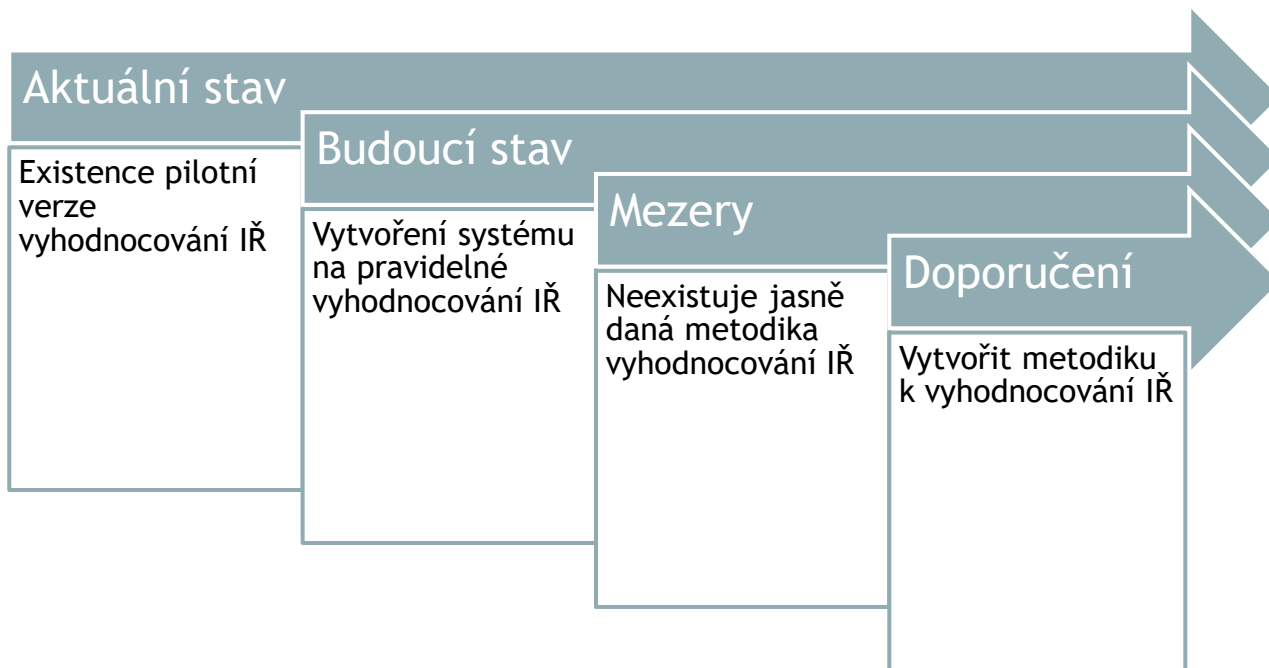 Aktuální stav
Existence pilotní
verze
vyhodnocování IŘ
Budoucí stav
Vytvoření systému
na pravidelné
vyhodnocování IŘ
Mezery
Neexistuje jasně
daná metodika
vyhodnocování IŘ
Doporučení
Vytvořit metodiku
k vyhodnocování IŘ